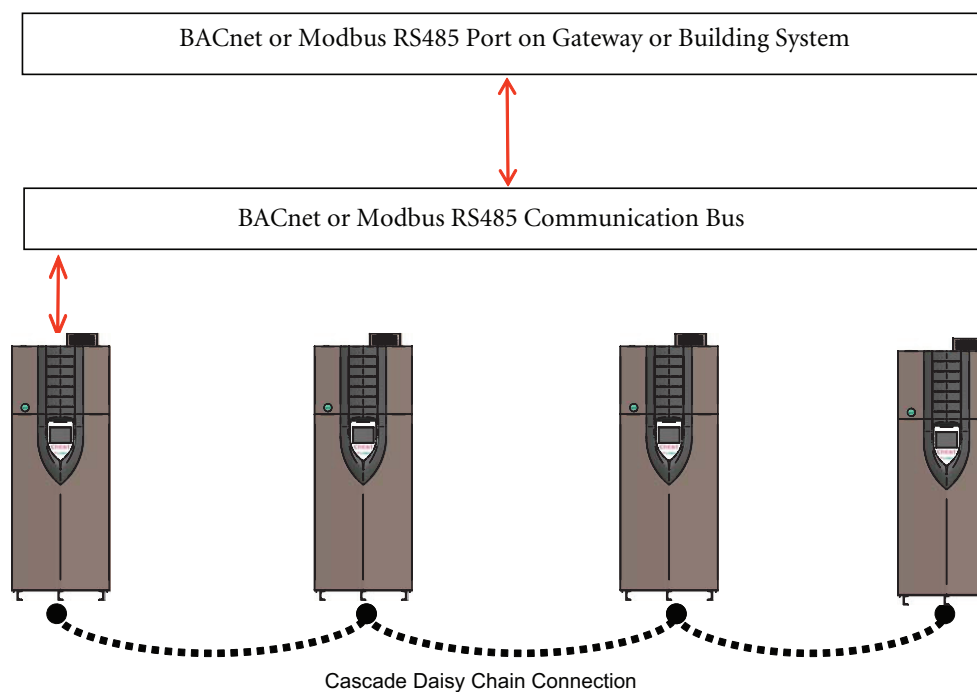 BACnet or Modbus RS485 Port on Gateway or Building System
BACnet or Modbus RS485 Communication Bus
Cascade Daisy Chain Connection